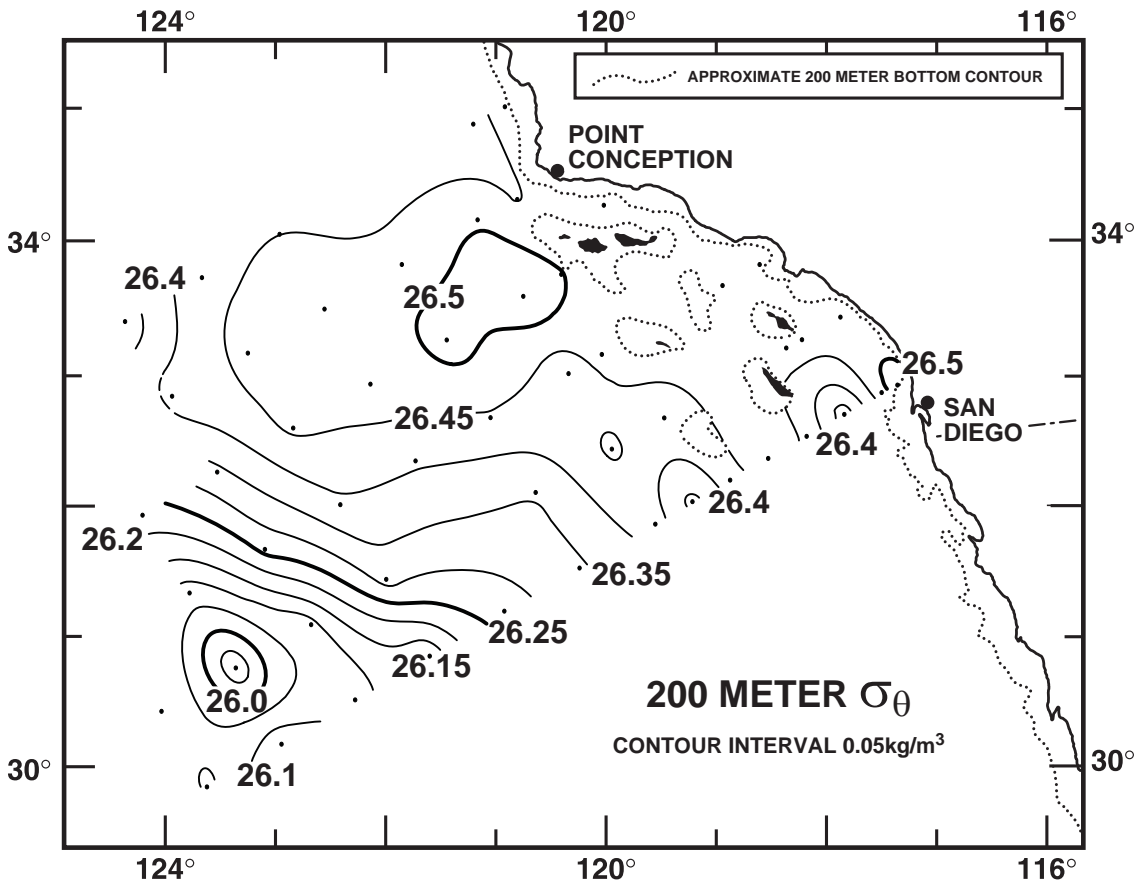 124° 120° 116°
APPROXIMATE 200 METER BOTTOM CONTOUR
POINT
CONCEPTION
34° 34°
26.4
26.5
26.5
26.45
SAN
DIEGO
26.4
26.4
26.2
26.35
26.25
26.15
26.0
200 METER σθ
CONTOUR INTERVAL 0.05kg/m³
30° 30°
26.1
124° 120° 116°